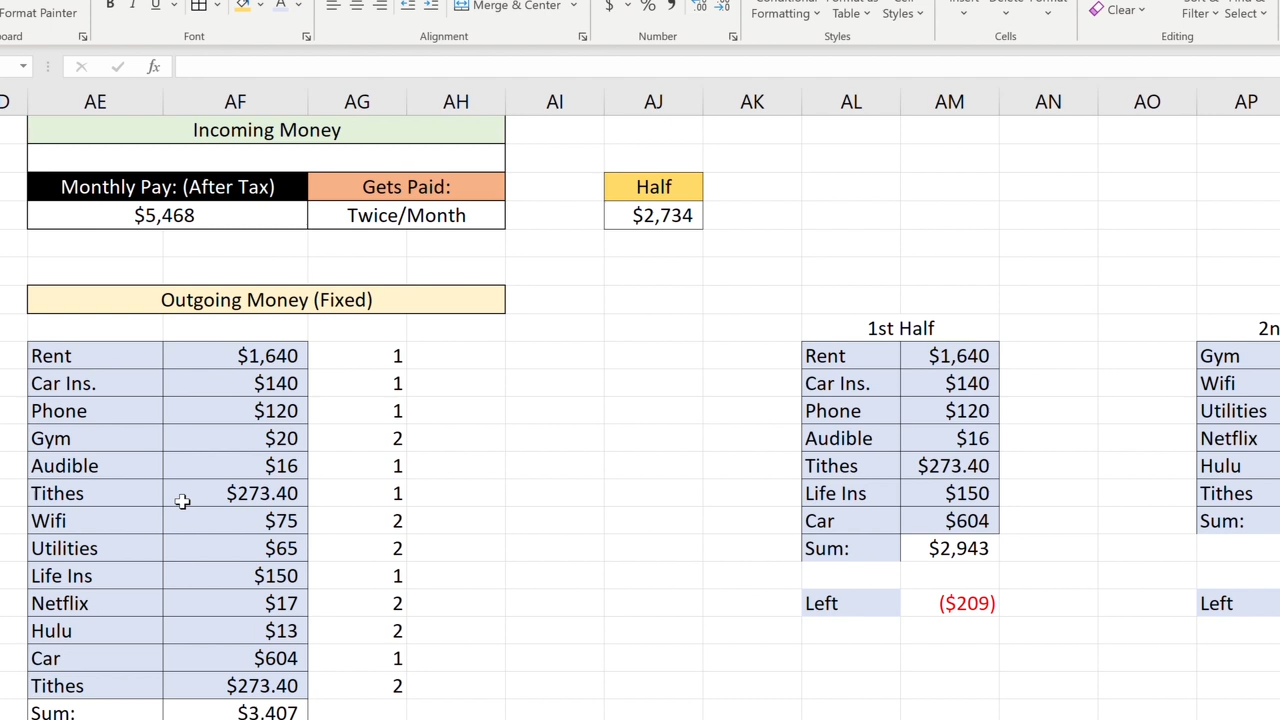 Format Painter B I U A Merge & Center $ % , Conditional Format as Cell Insert Delete Format Clear Sort & Find &
Formatting Table Styles Filter Select
Font Alignment Number Styles Cells Editing
fx
AE AF AG AH AI AJ AK AL AM AN AO AP
Incoming Money
Monthly Pay: (After Tax) Gets Paid: Half
$5,468 Twice/Month $2,734
Outgoing Money (Fixed)
1st Half 2n
Rent $1,640 1 Rent $1,640 Gym
Car Ins. $140 1 Car Ins. $140 Wifi
Phone $120 1 Phone $120 Utilities
Gym $20 2 Audible $16 Netflix
Audible $16 1 Tithes $273.40 Hulu
Tithes $273.40 1 Life Ins $150 Tithes
Wifi $75 2 Car $604 Sum:
Utilities $65 2 Sum: $2,943
Life Ins $150 1
Netflix $17 2 Left ($209) Left
Hulu $13 2
Car $604 1
Tithes $273.40 2
Sum: $3,407